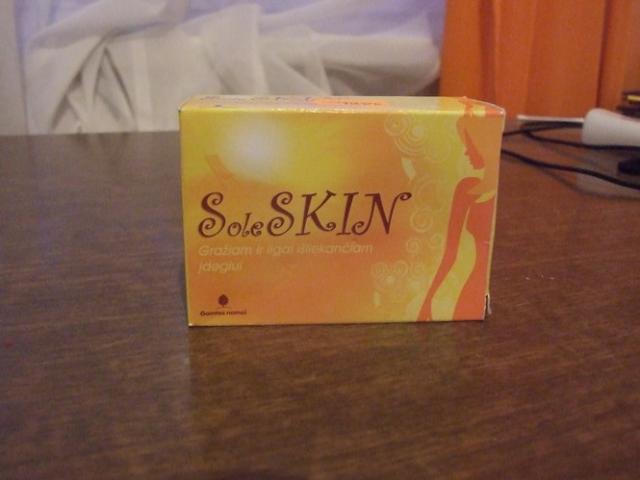 SoleSKIN
Gražiam ir ilgai išliekančiam
įdegiui
Gamtos namai